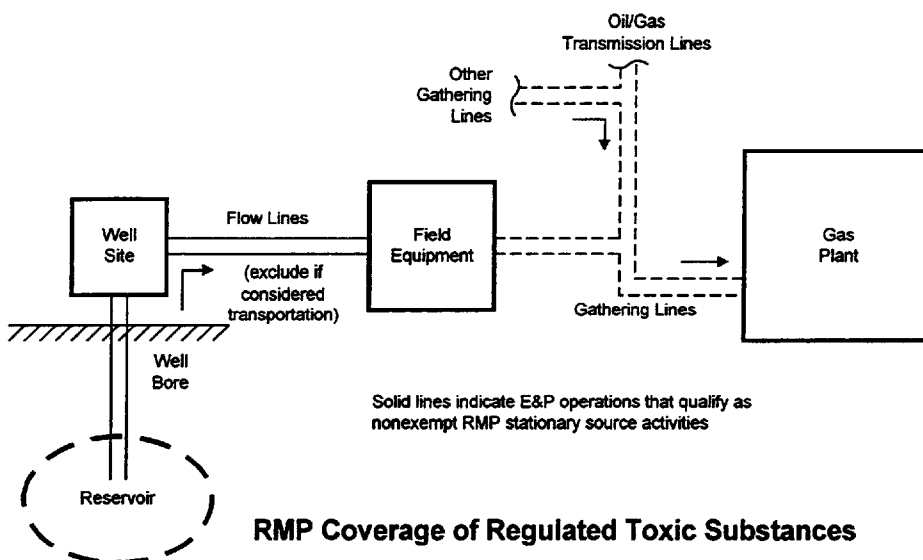 Oil/Gas
Transmission Lines
Other
Gathering
Lines
Well
Site
Flow Lines
(exclude if
considered
transportation)
Field
Equipment
Gas
Plant
Gathering Lines
Well
Bore
Solid lines indicate E&P operations that qualify as
nonexempt RMP stationary source activities
Reservoir
RMP Coverage of Regulated Toxic Substances